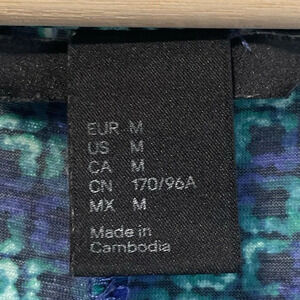 EUR M
US M
CA M
CN 170/96A
MX M
Made in
Cambodia